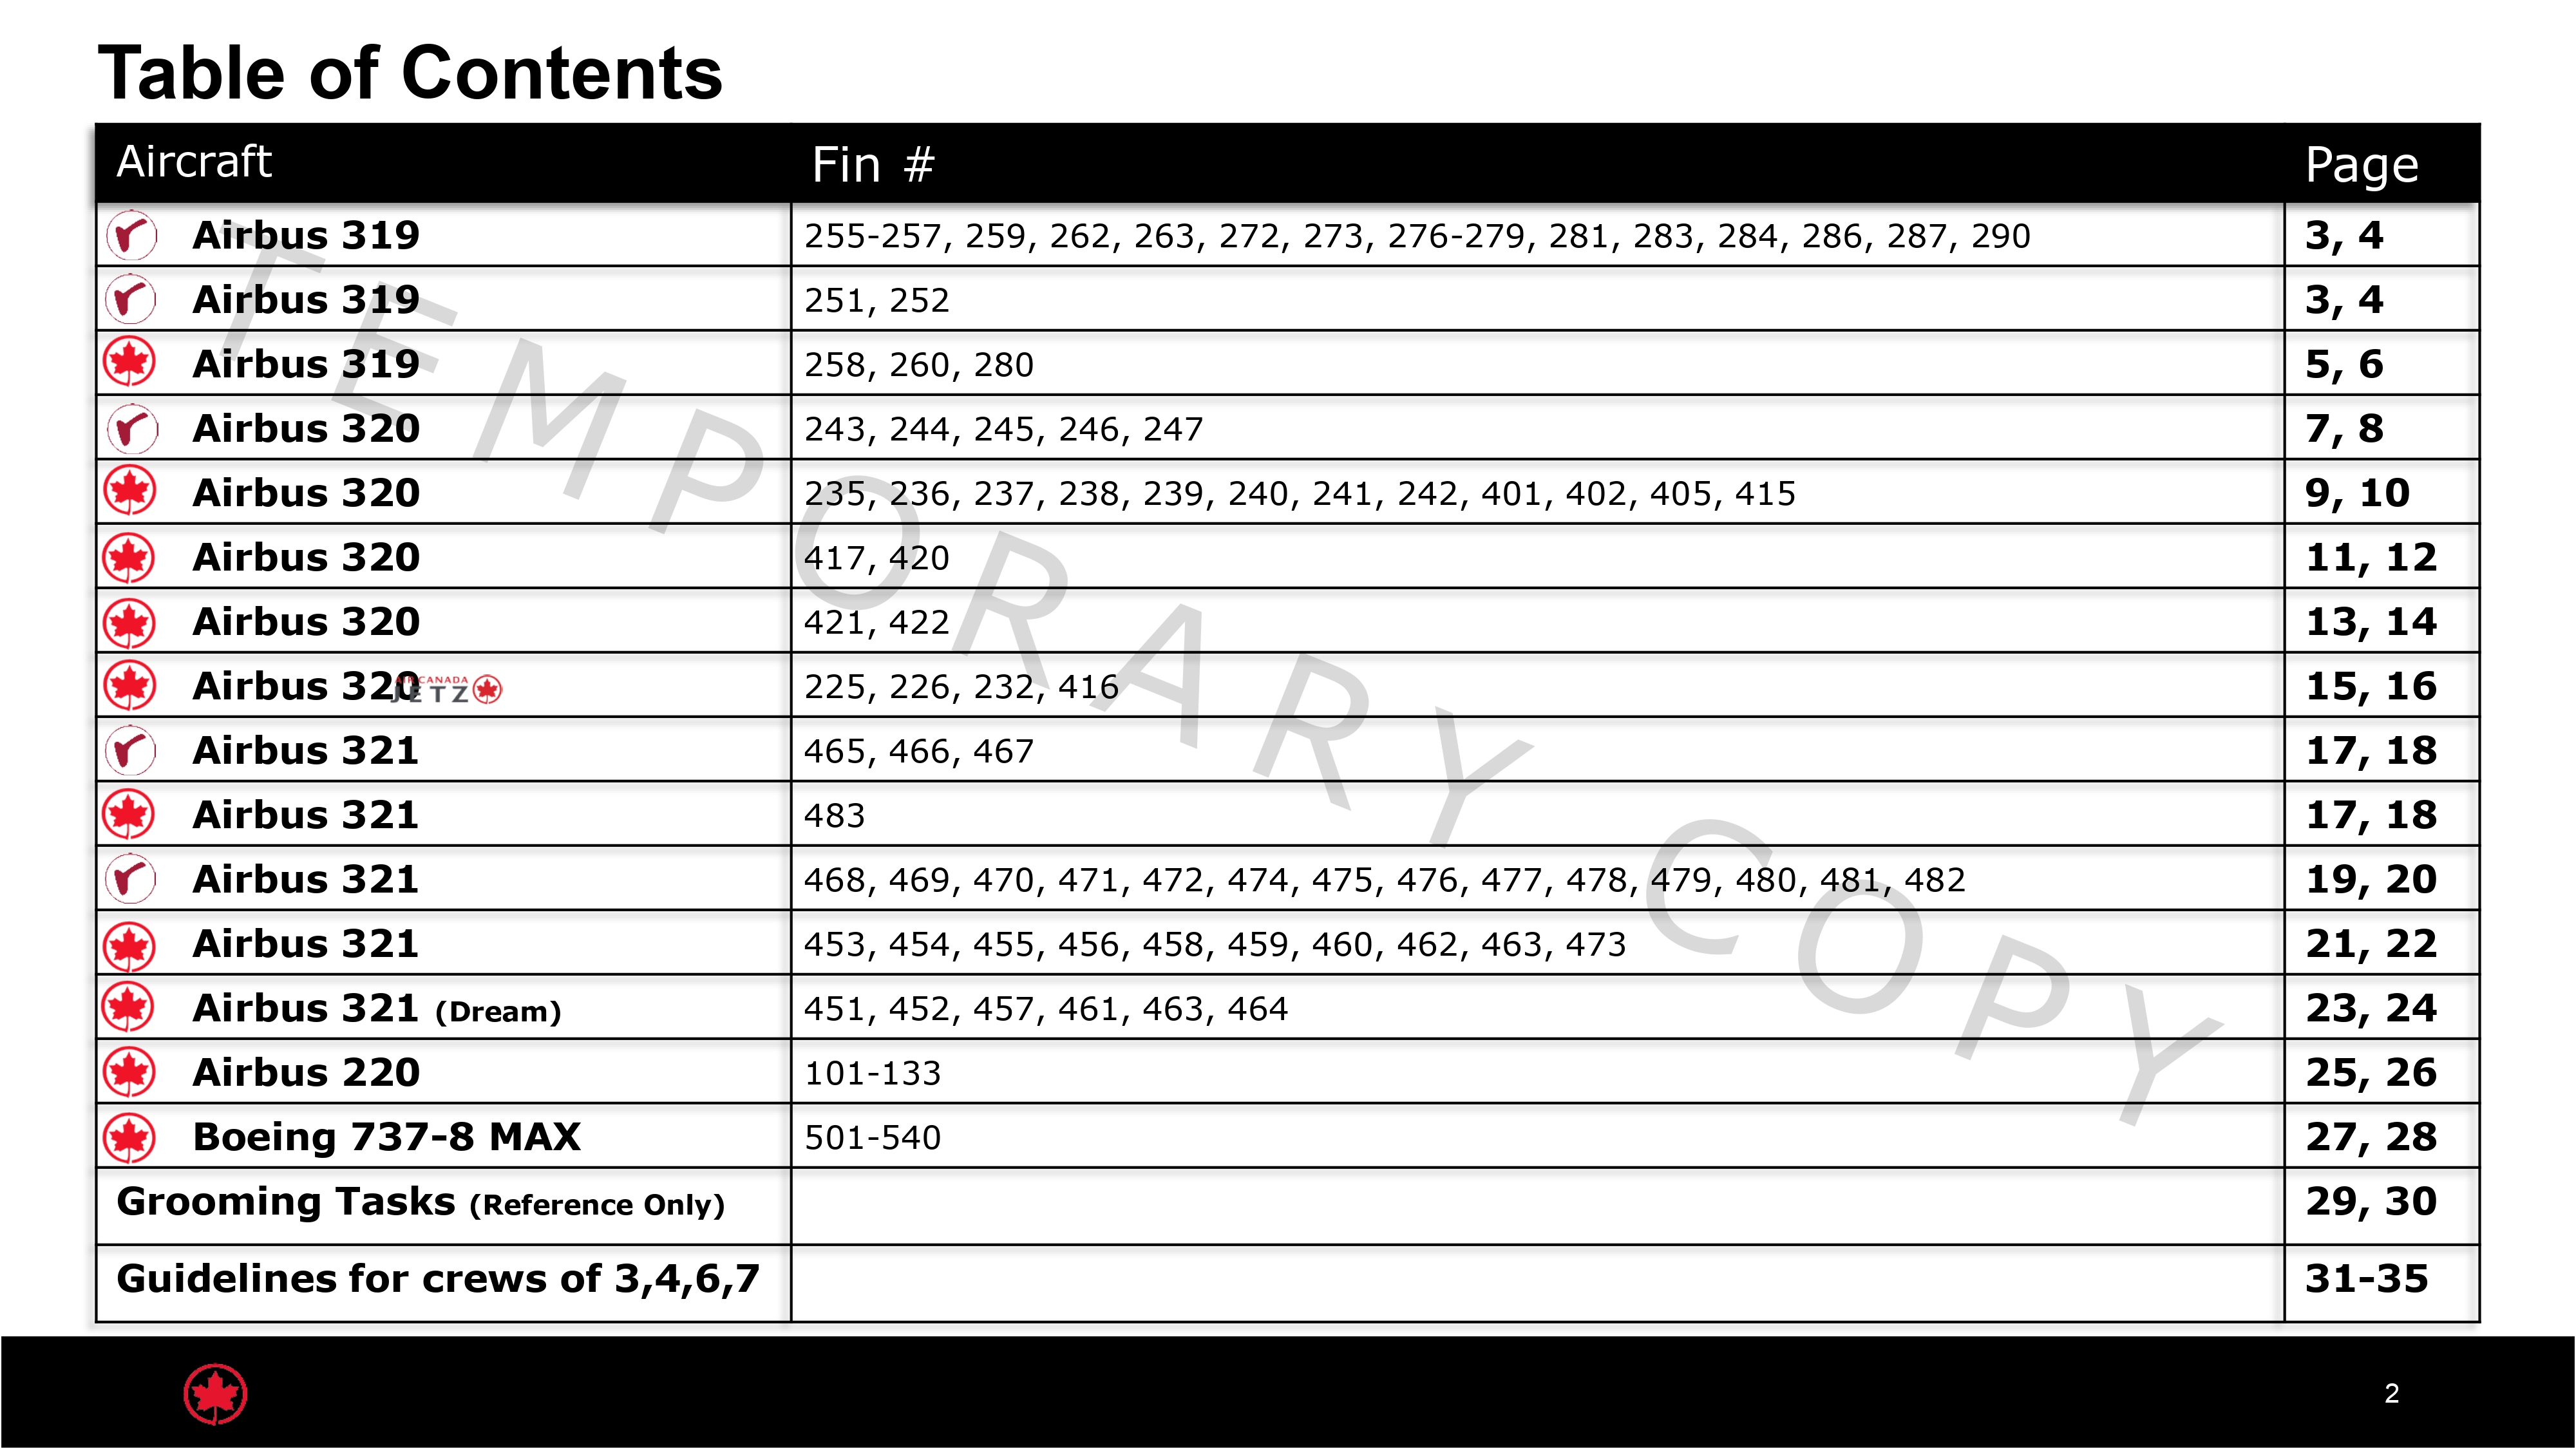 Table of Contents
Aircraft Fin # Page
Airbus 319 255-257, 259, 262, 263, 272, 273, 276-279, 281, 283, 284, 286, 287, 290 3, 4
Airbus 319 251, 252 3, 4
Airbus 319 258, 260, 280 5, 6
Airbus 320 243, 244, 245, 246, 247 7, 8
Airbus 320 235, 236, 237, 238, 239, 240, 241, 242, 401, 402, 405, 415 9, 10
Airbus 320 417, 420 11, 12
Airbus 320 421, 422 13, 14
Airbus 320 AIR CANADA JETZ 225, 226, 232, 416 15, 16
Airbus 321 465, 466, 467 17, 18
Airbus 321 483 17, 18
Airbus 321 468, 469, 470, 471, 472, 474, 475, 476, 477, 478, 479, 480, 481, 482 19, 20
Airbus 321 453, 454, 455, 456, 458, 459, 460, 462, 463, 473 21, 22
Airbus 321 (Dream) 451, 452, 457, 461, 463, 464 23, 24
Airbus 220 101-133 25, 26
Boeing 737-8 MAX 501-540 27, 28
Grooming Tasks (Reference Only) 29, 30
Guidelines for crews of 3,4,6,7 31-35
TEMPORARY COPY
2